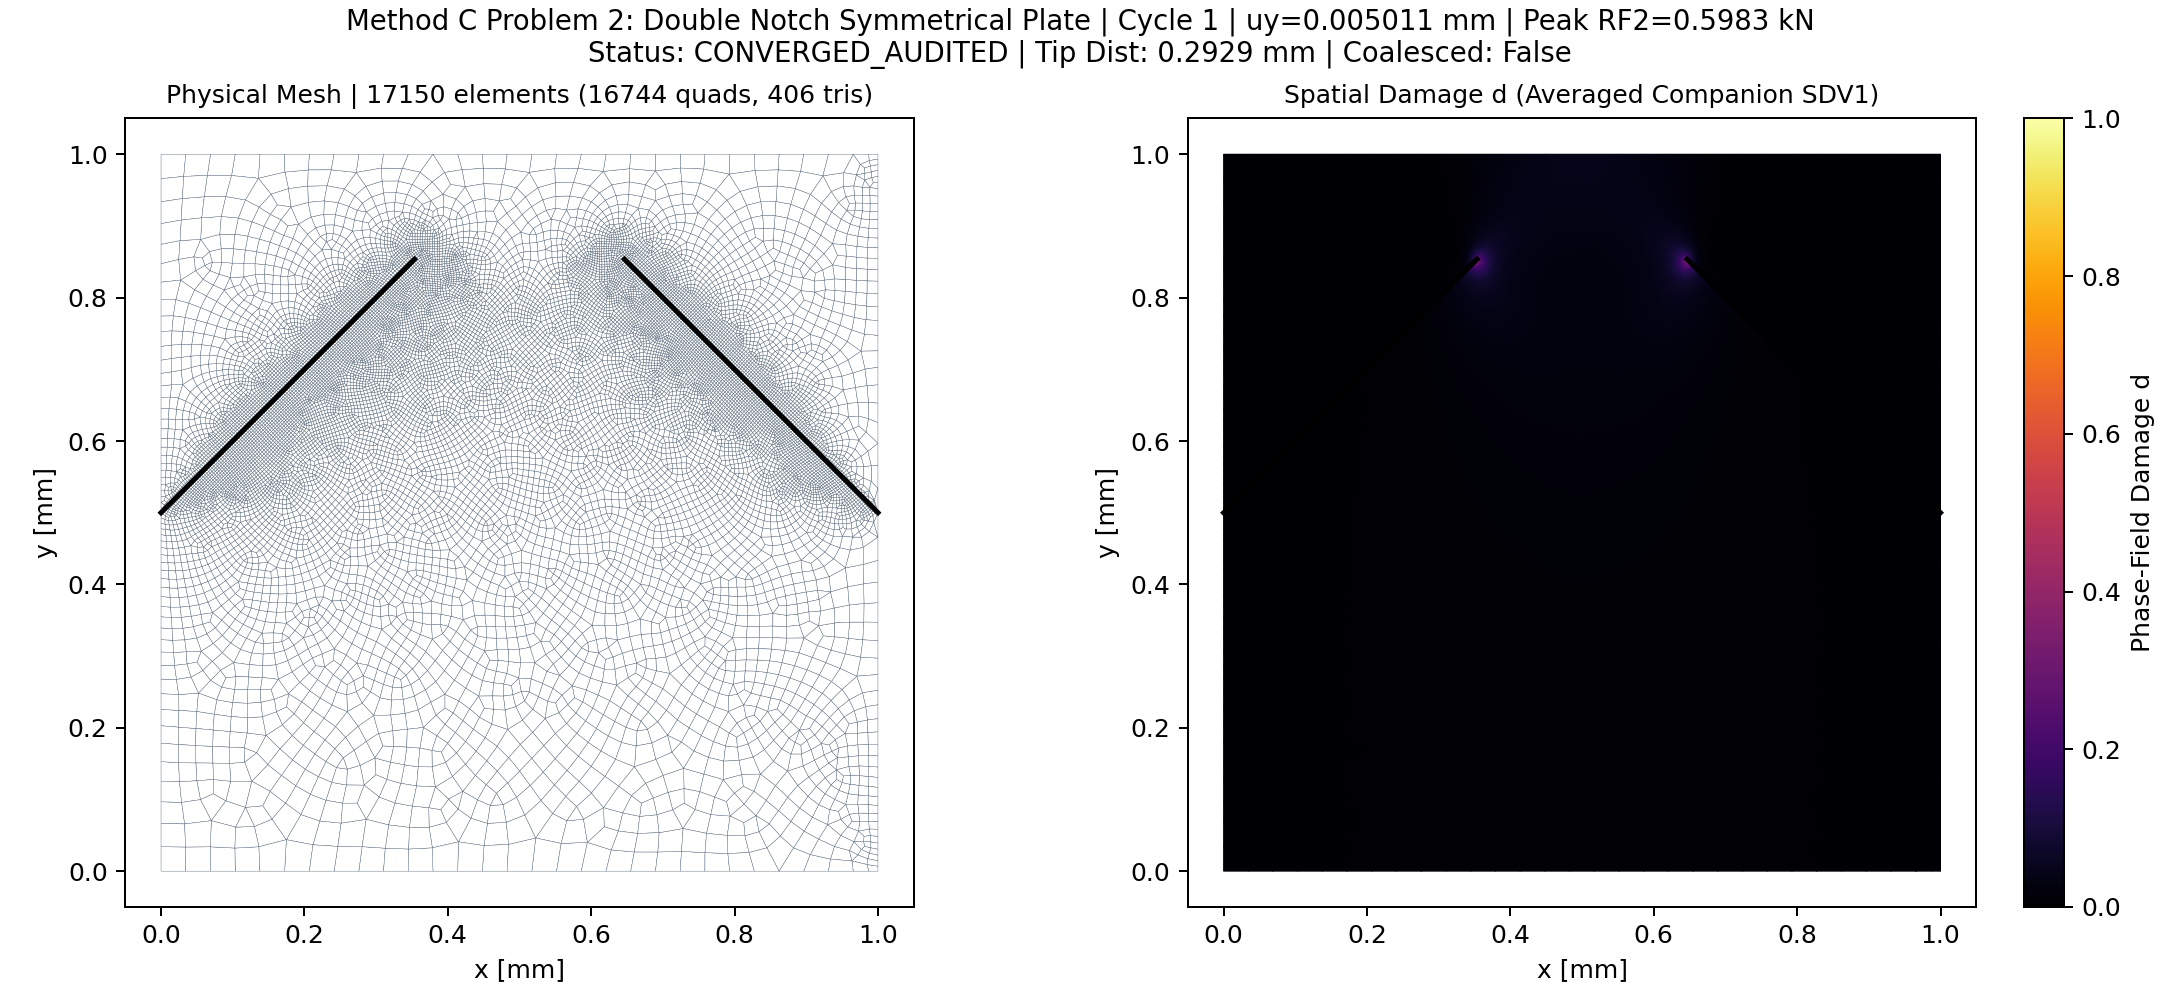 Method C Problem 2: Double Notch Symmetrical Plate | Cycle 1 | uy=0.005011 mm | Peak RF2=0.5983 kN
Status: CONVERGED_AUDITED | Tip Dist: 0.2929 mm | Coalesced: False
Physical Mesh | 17150 elements (16744 quads, 406 tris)
1.0
0.8
0.6
0.4
0.2
0.0
y [mm]
0.0 0.2 0.4 0.6 0.8 1.0
x [mm]
Spatial Damage d (Averaged Companion SDV1)
1.0
0.8
0.6
0.4
0.2
0.0
y [mm]
0.0 0.2 0.4 0.6 0.8 1.0
x [mm]
1.0
0.8
0.6
0.4
0.2
0.0
Phase-Field Damage d